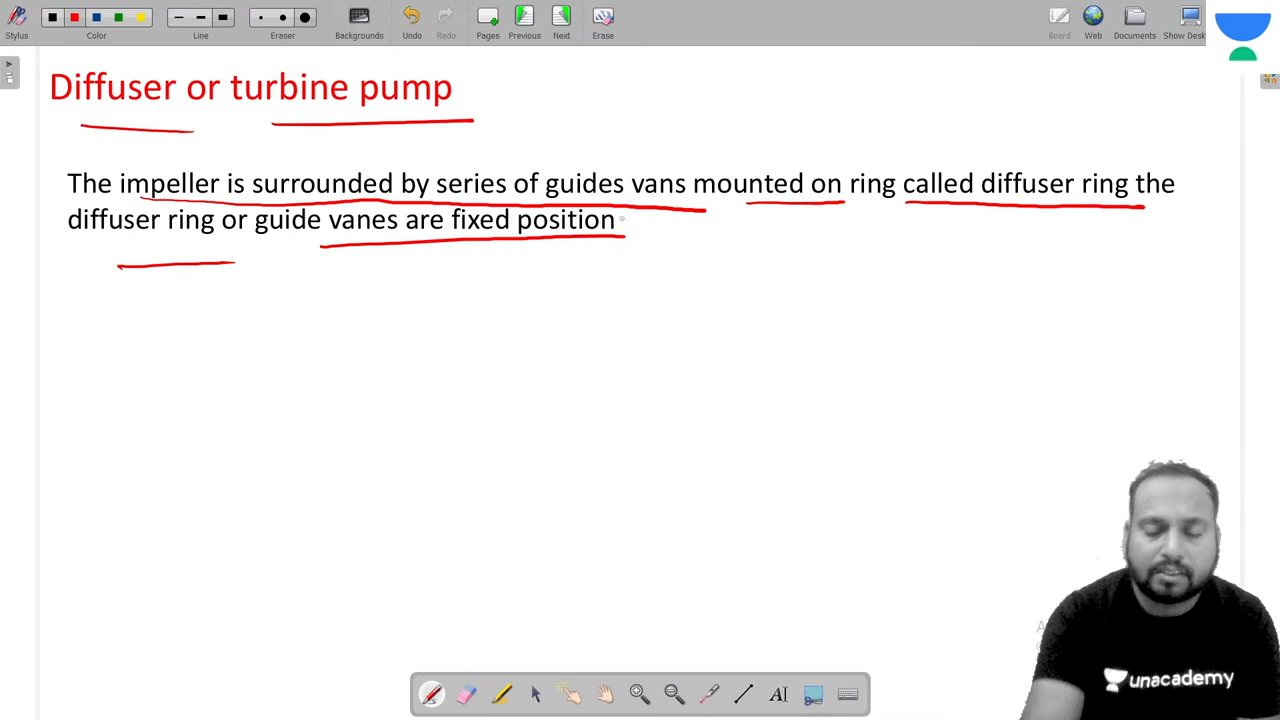 Stylus
Color
Line
Eraser
Backgrounds
Undo
Redo
Pages
Previous
Next
Erase
Board
Web
Documents
Show Desk
Diffuser or turbine pump
The impeller is surrounded by series of guides vans mounted on ring called diffuser ring the
diffuser ring or guide vanes are fixed position
unacademy